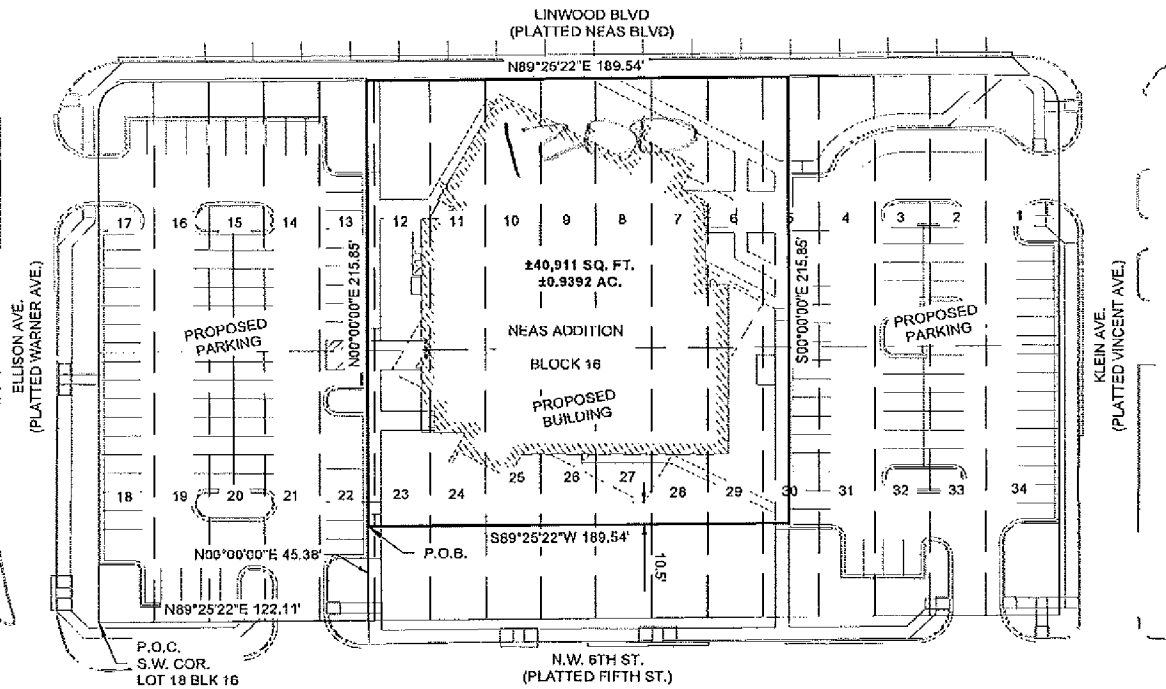 LINWOOD BLVD
(PLATTED NEAS BLVD)
N89°25'22"E 189.54'
17 16 15 14 13 12 11 10 9 8 7 6 5 4 3 2 1
±40,911 SQ. FT.
±0.9392 AC.
N00°00'00"E 215.85'
S00°00'00"E 215.85'
PROPOSED
PARKING
NEAS ADDITION
BLOCK 16
PROPOSED
BUILDING
PROPOSED
PARKING
ELLISON AVE.
(PLATTED WARNER AVE.)
KLEIN AVE.
(PLATTED VINCENT AVE.)
18 19 20 21 22 23 24 25 26 27 28 29 30 31 32 33 34
S89°25'22"W 189.54'
P.O.B.
10.5'
N00°00'00"E 45.38'
N89°25'22"E 122.11'
P.O.C.
S.W. COR.
LOT 18 BLK 16
N.W. 6TH ST.
(PLATTED FIFTH ST.)